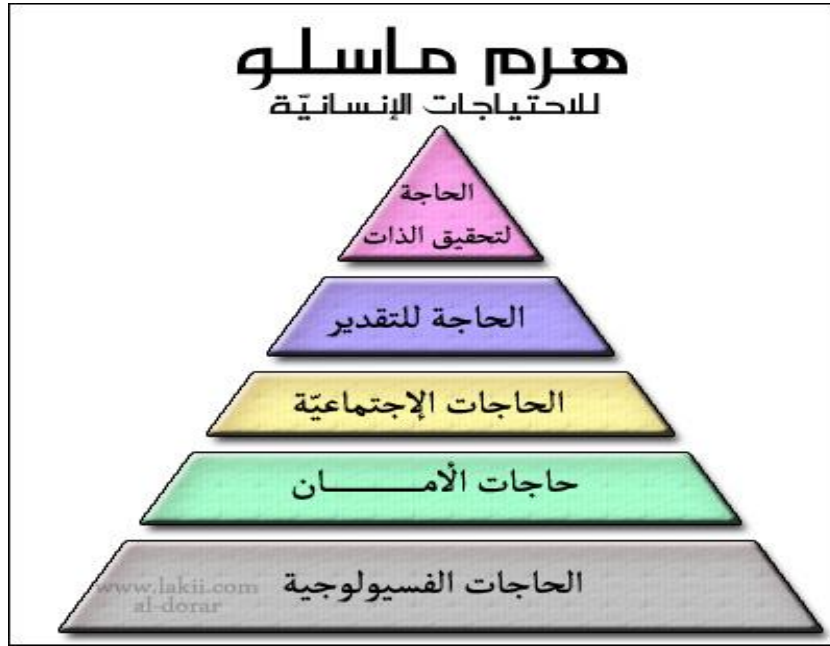 هرم ماسلو
للاحتياجات الإنسانيّة
الحاجة
لتحقيق الذات
الحاجة للتقدير
الحاجات الإجتماعيّة
حاجات الأمـــــــان
الحاجات الفسيولوجية
www.lakii.com
al-dorar